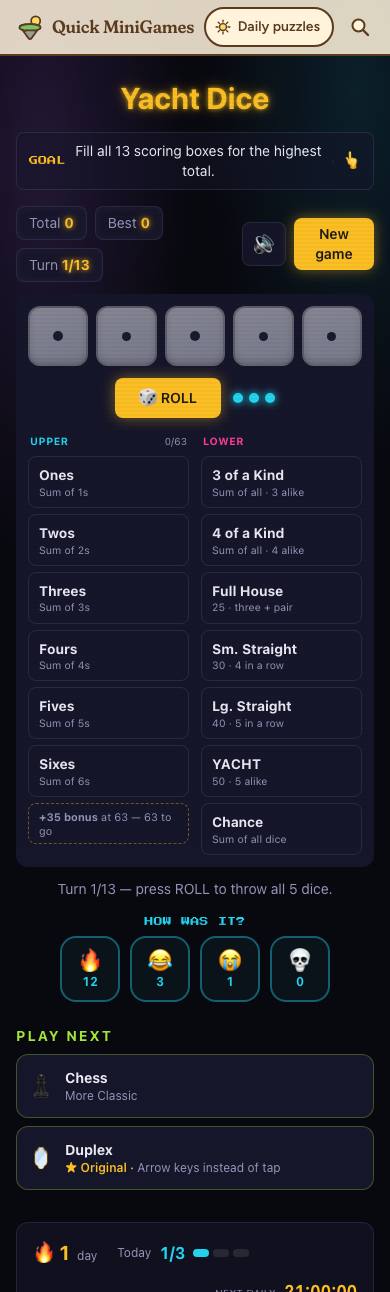 Quick MiniGames
Daily puzzles
Yacht Dice
GOAL
Fill all 13 scoring boxes for the highest
total.
Total 0
Best 0
Turn 1/13
New
game
ROLL
UPPER
0/63
LOWER
Ones
Sum of 1s
3 of a Kind
Sum of all · 3 alike
Twos
Sum of 2s
4 of a Kind
Sum of all · 4 alike
Threes
Sum of 3s
Full House
25 · three + pair
Fours
Sum of 4s
Sm. Straight
30 · 4 in a row
Fives
Sum of 5s
Lg. Straight
40 · 5 in a row
Sixes
Sum of 6s
YACHT
50 · 5 alike
+35 bonus at 63 — 63 to
go
Chance
Sum of all dice
Turn 1/13 — press ROLL to throw all 5 dice.
HOW WAS IT?
12
3
1
0
PLAY NEXT
Chess
More Classic
Duplex
★ Original · Arrow keys instead of tap
1 day
Today 1/3
NEXT DAILY 21:00:00